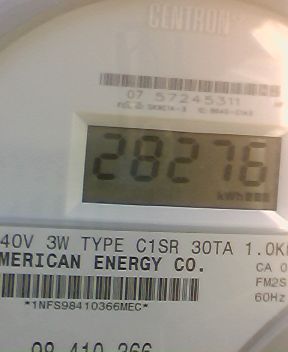 CENTRON
07 57245311
28276
kWh
40V 3W TYPE C1SR 30TA 1.0K
MERICAN ENERGY CO.
CA 0
FM2S
60Hz
*1NFS98410366MEC*
98 410 366